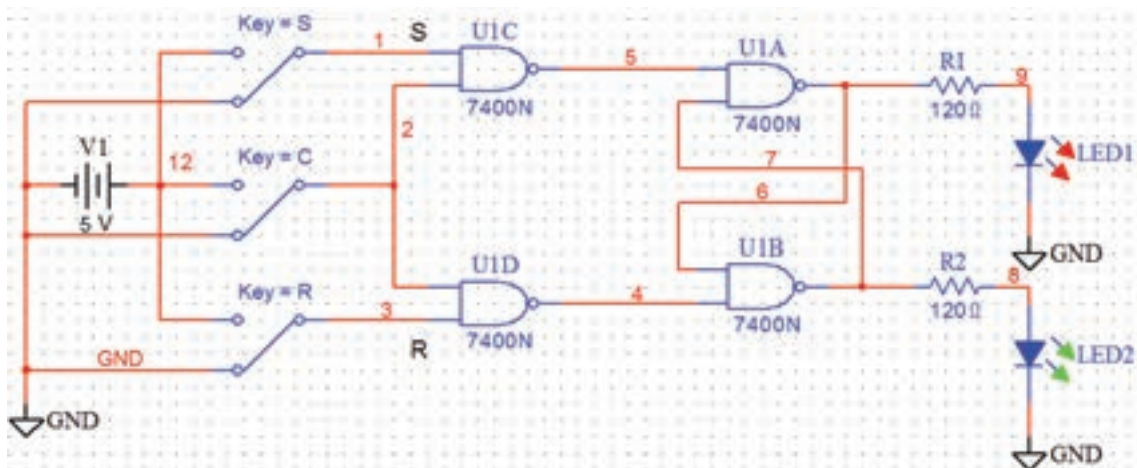 Key = S
1
S
U1C
7400N
5
U1A
7400N
R1
120Ω
9
LED1
GND
V1
5 V
12
Key = C
2
7
6
U1D
7400N
4
U1B
7400N
R2
120Ω
8
LED2
GND
Key = R
3
R
GND
GND